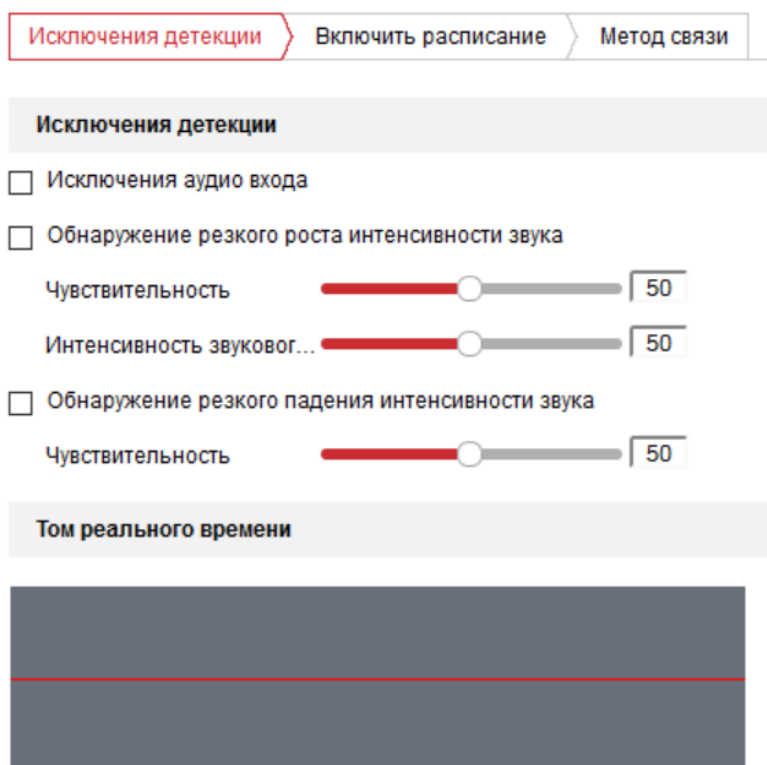 Исключения детекции Включить расписание Метод связи
Исключения детекции
Исключения аудио входа
Обнаружение резкого роста интенсивности звука
Чувствительность 50
Интенсивность звуковог... 50
Обнаружение резкого падения интенсивности звука
Чувствительность 50
Том реального времени